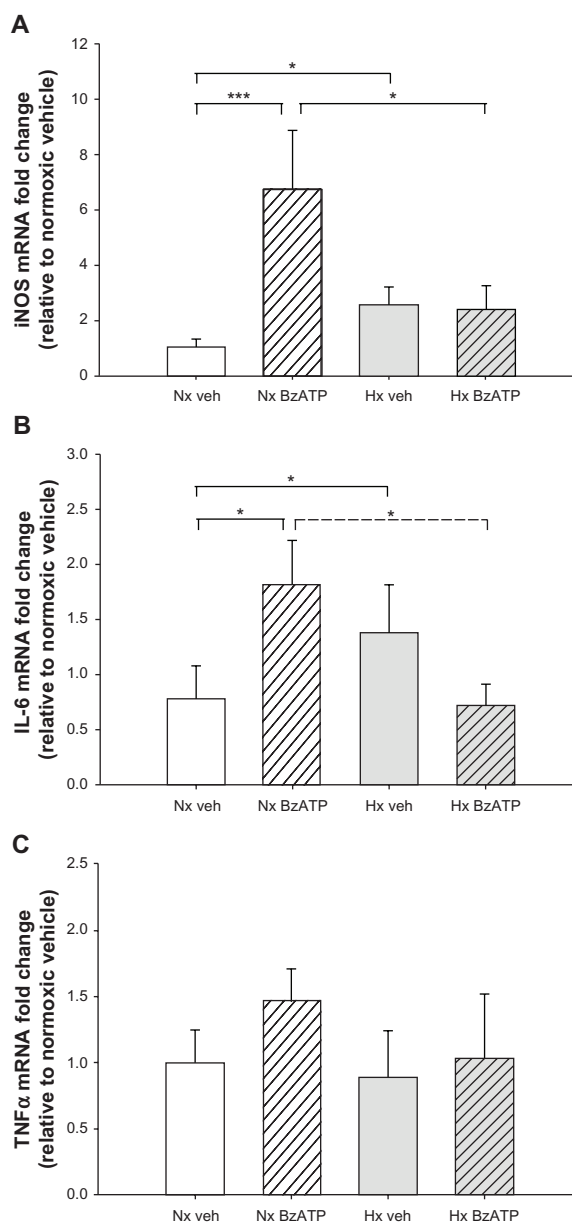 A
iNOS mRNA fold change
(relative to normoxic vehicle)
12
10
8
6
4
2
0
*
***
*
Nx veh
Nx BzATP
Hx veh
Hx BzATP
B
IL-6 mRNA fold change
(relative to normoxic vehicle)
3.0
2.5
2.0
1.5
1.0
0.5
0.0
*
*
*
Nx veh
Nx BzATP
Hx veh
Hx BzATP
C
TNFα mRNA fold change
(relative to normoxic vehicle)
2.5
2.0
1.5
1.0
0.5
0.0
Nx veh
Nx BzATP
Hx veh
Hx BzATP